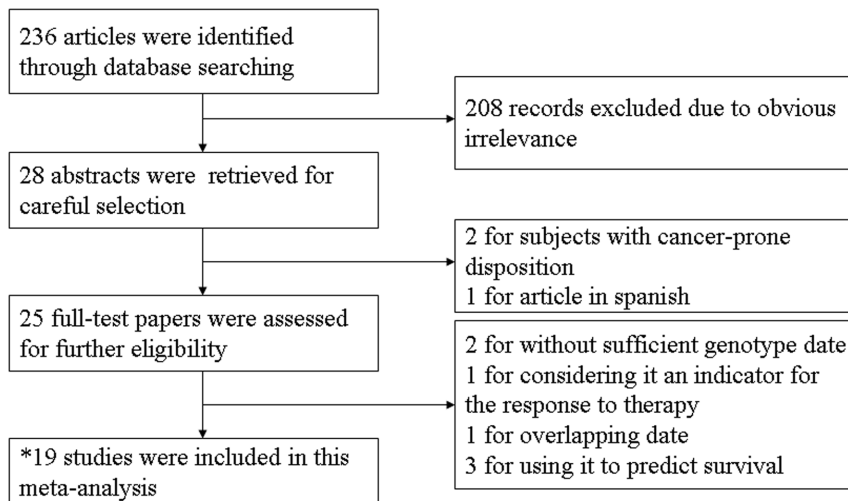 236 articles were identified
through database searching
208 records excluded due to obvious
irrelevance
28 abstracts were retrieved for
careful selection
2 for subjects with cancer-prone
disposition
1 for article in spanish
25 full-test papers were assessed
for further eligibility
2 for without sufficient genotype date
1 for considering it an indicator for
the response to therapy
1 for overlapping date
3 for using it to predict survival
*19 studies were included in this
meta-analysis